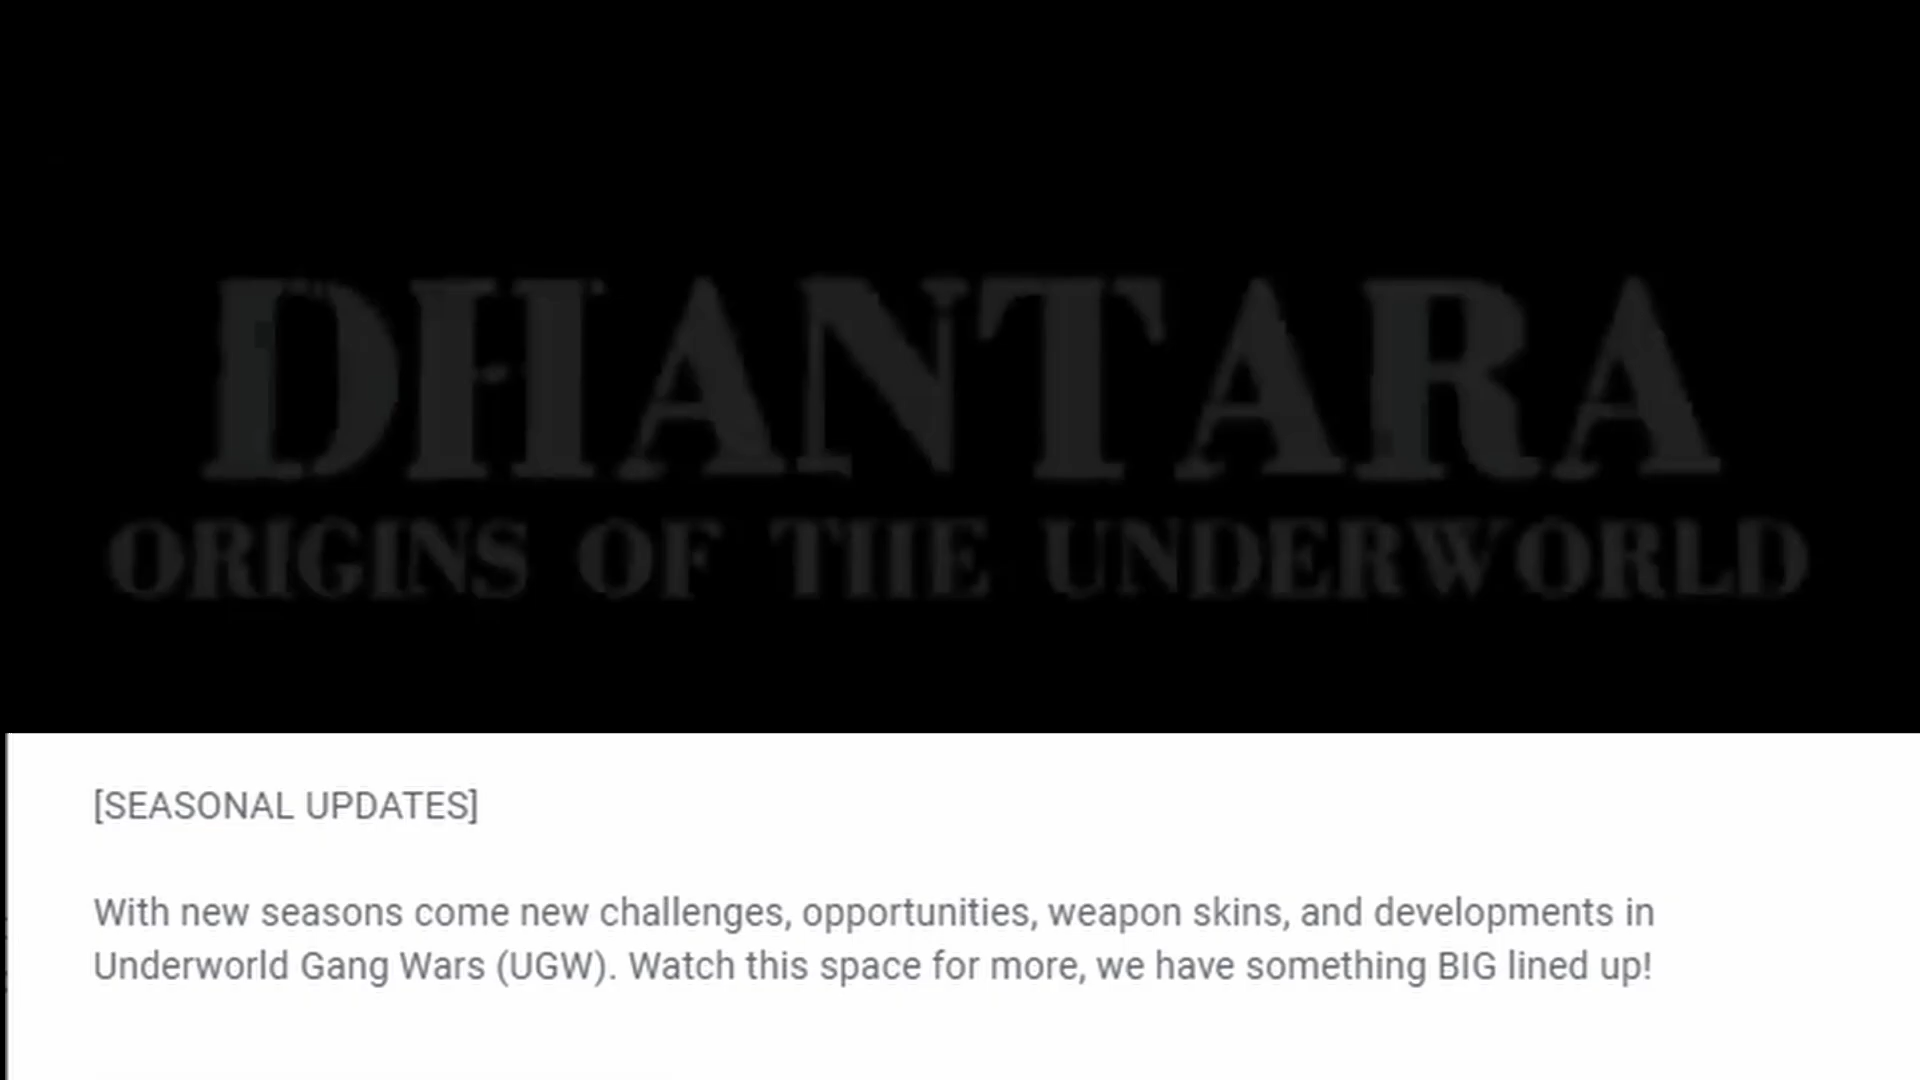 DHANTARA
ORIGINS OF THE UNDERWORLD
[SEASONAL UPDATES]
With new seasons come new challenges, opportunities, weapon skins, and developments in
Underworld Gang Wars (UGW). Watch this space for more, we have something BIG lined up!